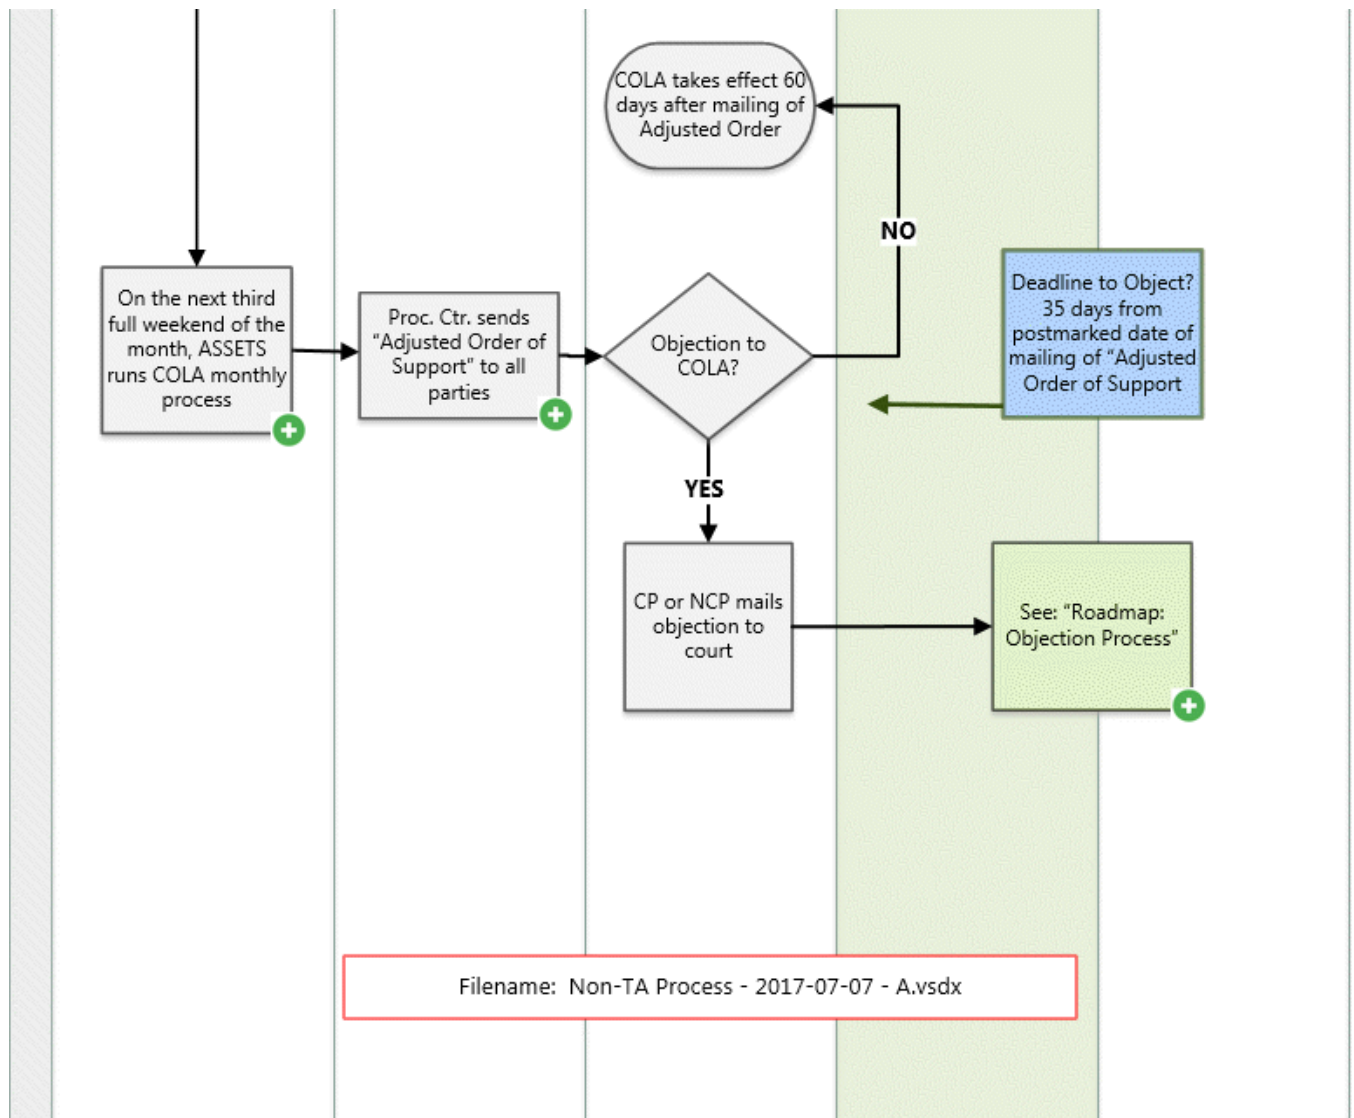 COLA takes effect 60
days after mailing of
Adjusted Order
NO
On the next third
full weekend of the
month, ASSETS
runs COLA monthly
process
Proc. Ctr. sends
“Adjusted Order of
Support” to all
parties
Objection to
COLA?
Deadline to Object?
35 days from
postmarked date of
mailing of “Adjusted
Order of Support
YES
CP or NCP mails
objection to
court
See: “Roadmap:
Objection Process”
Filename:  Non-TA Process - 2017-07-07 - A.vsdx